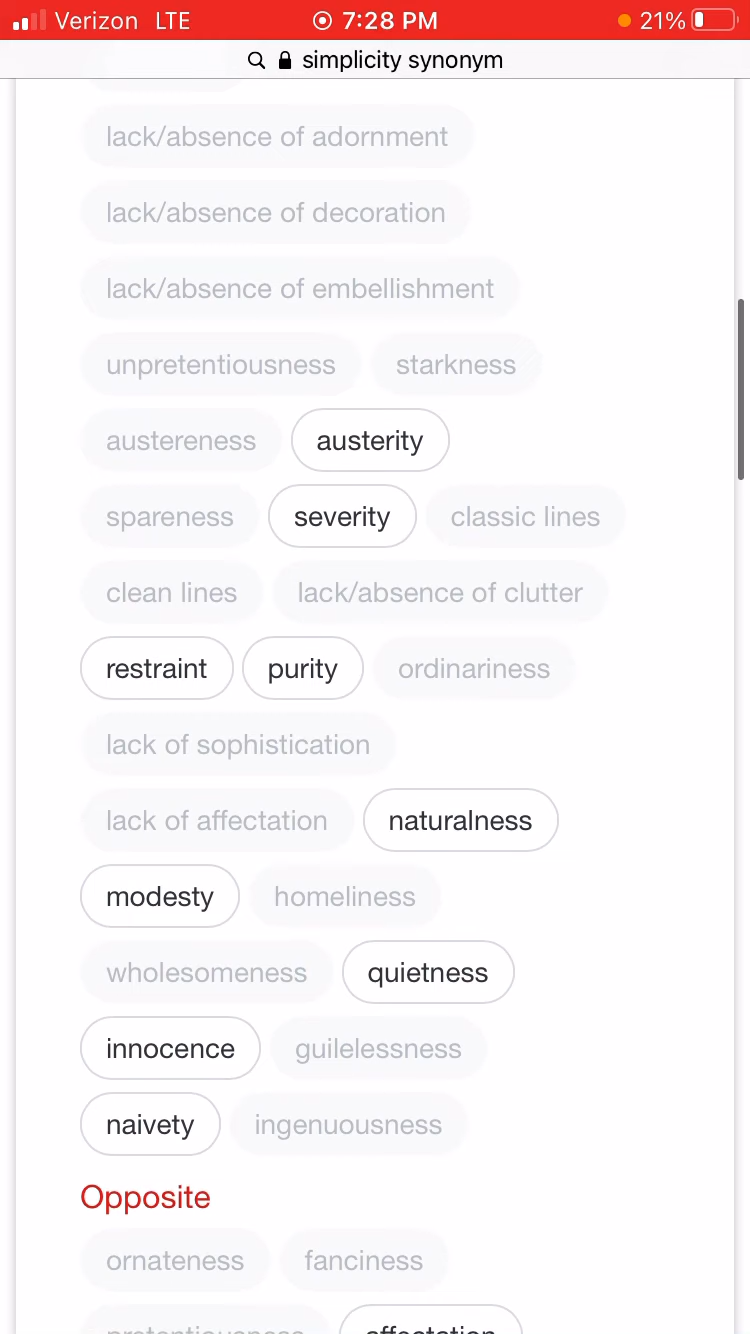 Verizon LTE 7:28 PM 21%
simplicity synonym
lack/absence of adornment
lack/absence of decoration
lack/absence of embellishment
unpretentiousness starkness
austereness austerity
spareness severity classic lines
clean lines lack/absence of clutter
restraint purity ordinariness
lack of sophistication
lack of affectation naturalness
modesty homeliness
wholesomeness quietness
innocence guilelessness
naivety ingenuousness
Opposite
ornateness fanciness
pretentiousness affectation